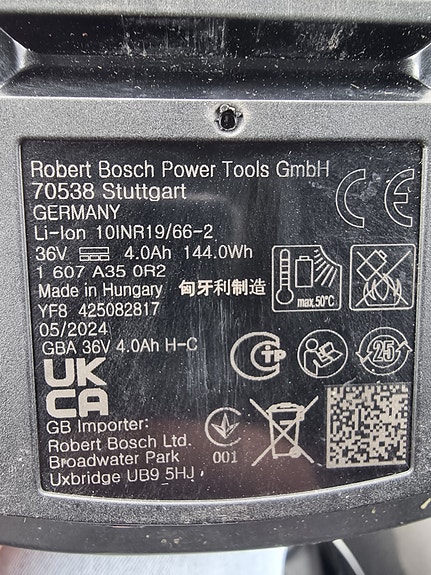 Robert Bosch Power Tools GmbH
70538 Stuttgart
GERMANY
Li-Ion 10INR19/66-2
36V 4.0Ah 144.0Wh
1 607 A35 0R2
Made in Hungary 匈牙利制造
YF8 425082817
05/2024
GBA 36V 4.0Ah H-C
max.50°C
CE
UK
CA
25
GB Importer:
Robert Bosch Ltd.
Broadwater Park
Uxbridge UB9 5HJ
001